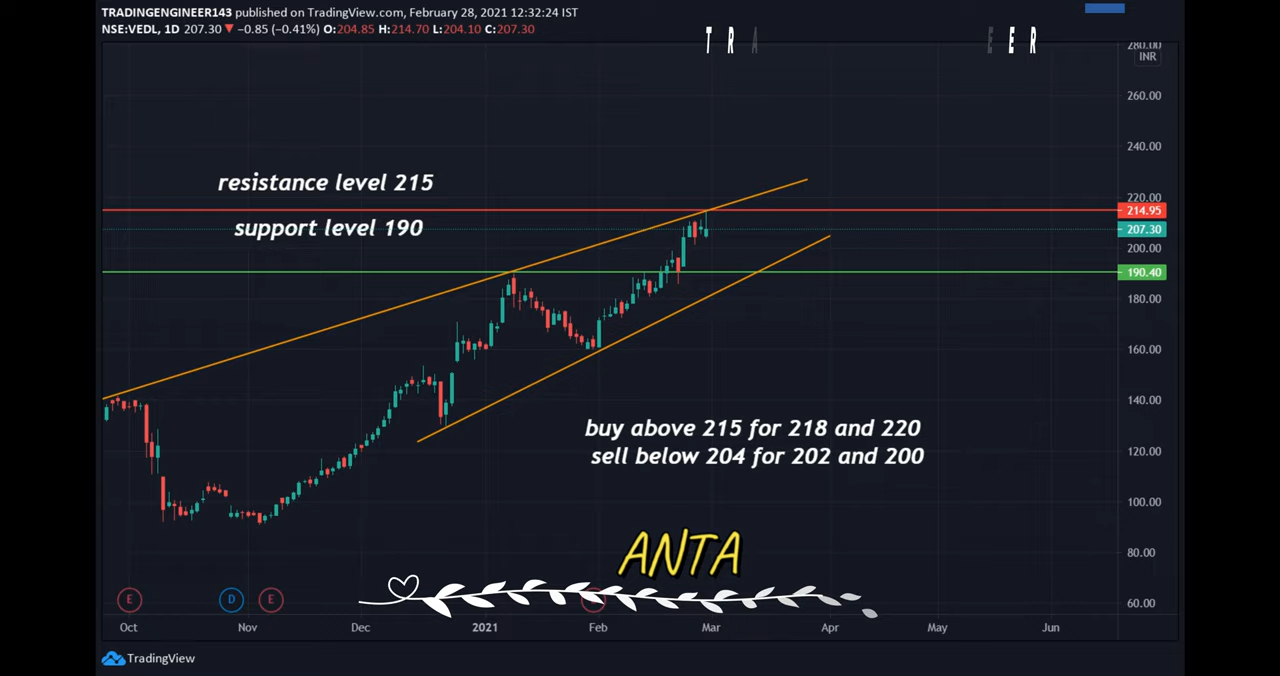 TRADINGENGINEER143 published on TradingView.com, February 28, 2021 12:32:24 IST
NSE:VEDL, 1D 207.30 ▼ −0.85 (−0.41%) O:204.85 H:214.70 L:204.10 C:207.30
T R A E E R
280.00
INR
260.00
240.00
resistance level 215
220.00
214.95
support level 190
207.30
200.00
190.40
180.00
160.00
140.00
buy above 215 for 218 and 220
120.00
sell below 204 for 202 and 200
100.00
ANTA
80.00
E D E
60.00
Oct Nov Dec 2021 Feb Mar Apr May Jun
TradingView